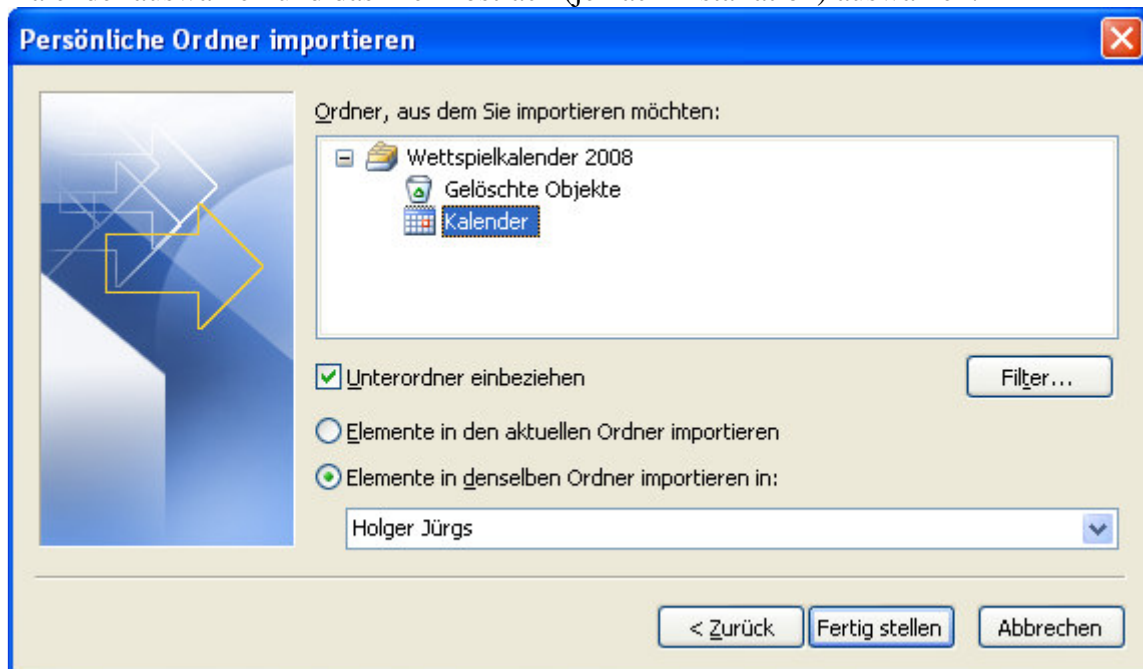 Persönliche Ordner importieren
Ordner, aus dem Sie importieren möchten:
Wettspielkalender 2008
Gelöschte Objekte
Kalender
Unterordner einbeziehen
Filter...
Elemente in den aktuellen Ordner importieren
Elemente in denselben Ordner importieren in:
Holger Jürgs
< Zurück Fertig stellen Abbrechen